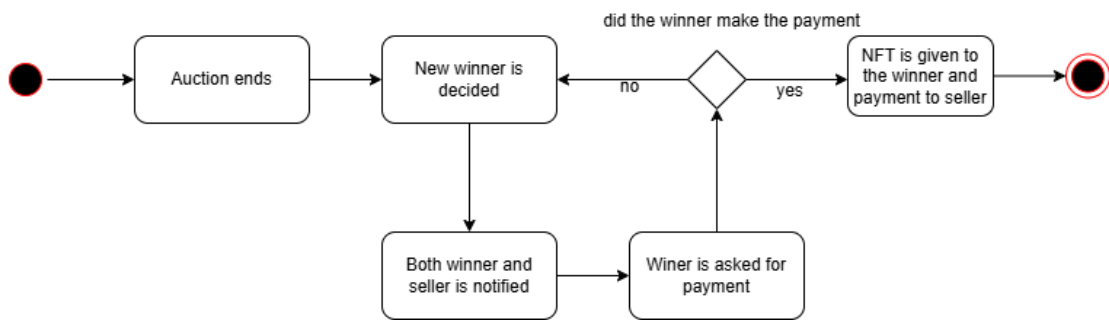 did the winner make the payment
Auction ends
New winner is
decided
no
yes
NFT is given to
the winner and
payment to seller
Both winner and
seller is notified
Winer is asked for
payment